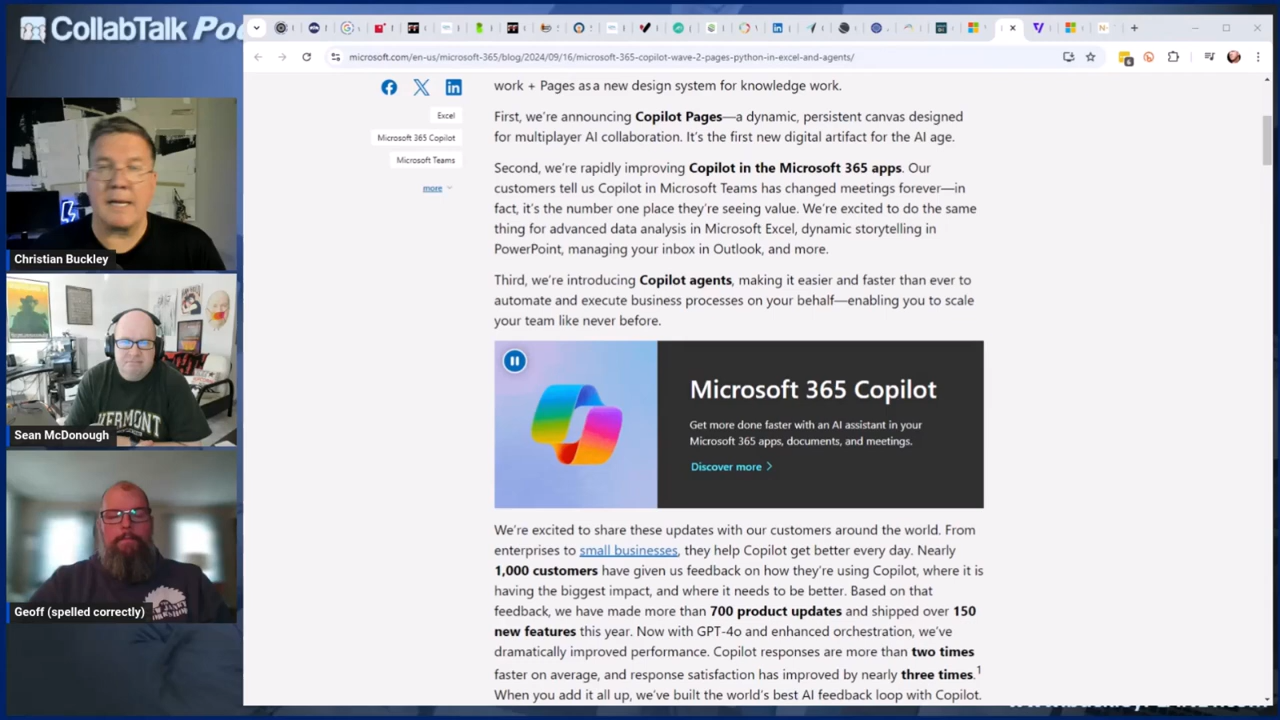 CollabTalk Po
microsoft.com/en-us/microsoft-365/blog/2024/09/16/microsoft-365-copilot-wave-2-pages-python-in-excel-and-agents/
Christian Buckley
VERMONT
Sean McDonough
Geoff (spelled correctly)
Excel
Microsoft 365 Copilot
Microsoft Teams
more
work + Pages as a new design system for knowledge work.
First, we're announcing Copilot Pages—a dynamic, persistent canvas designed
for multiplayer AI collaboration. It's the first new digital artifact for the AI age.
Second, we're rapidly improving Copilot in the Microsoft 365 apps. Our
customers tell us Copilot in Microsoft Teams has changed meetings forever—in
fact, it's the number one place they're seeing value. We're excited to do the same
thing for advanced data analysis in Microsoft Excel, dynamic storytelling in
PowerPoint, managing your inbox in Outlook, and more.
Third, we're introducing Copilot agents, making it easier and faster than ever to
automate and execute business processes on your behalf—enabling you to scale
your team like never before.
Microsoft 365 Copilot
Get more done faster with an AI assistant in your
Microsoft 365 apps, documents, and meetings.
Discover more
We're excited to share these updates with our customers around the world. From
enterprises to small businesses, they help Copilot get better every day. Nearly
1,000 customers have given us feedback on how they're using Copilot, where it is
having the biggest impact, and where it needs to be better. Based on that
feedback, we have made more than 700 product updates and shipped over 150
new features this year. Now with GPT-4o and enhanced orchestration, we've
dramatically improved performance. Copilot responses are more than two times
faster on average, and response satisfaction has improved by nearly three times.1
When you add it all up, we've built the world's best AI feedback loop with Copilot.